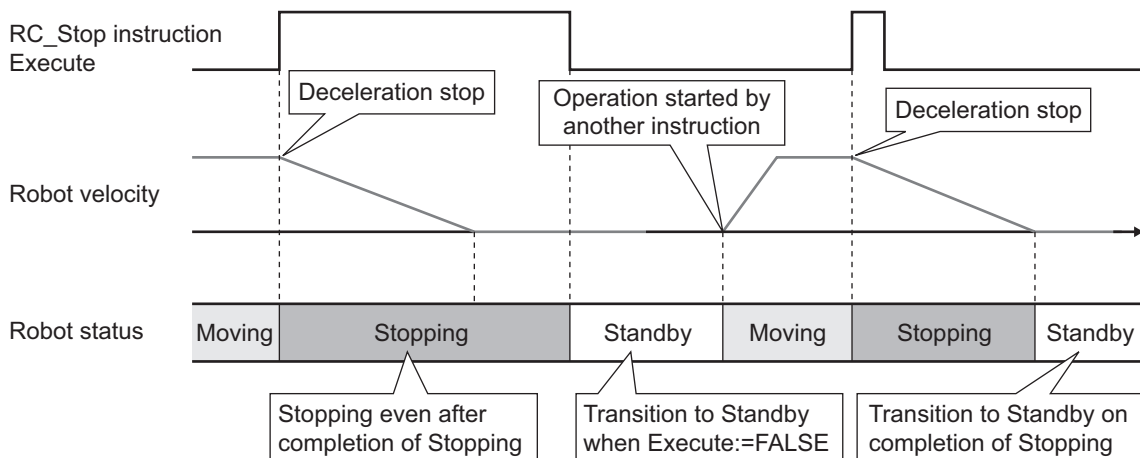 RC_Stop instruction
Execute
Deceleration stop
Operation started by
another instruction
Deceleration stop
Robot velocity
Robot status
Moving
Stopping
Standby
Moving
Stopping
Standby
Stopping even after
completion of Stopping
Transition to Standby
when Execute:=FALSE
Transition to Standby on
completion of Stopping